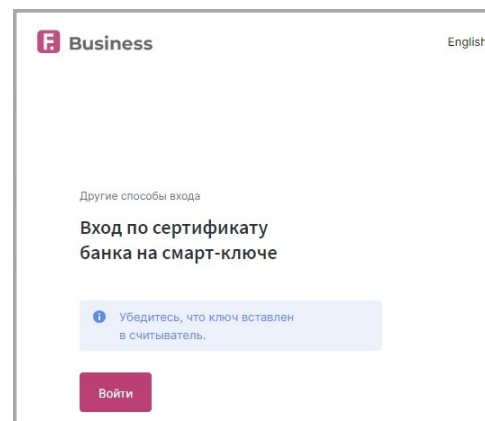 F. Business
English
Другие способы входа
Вход по сертификату
банка на смарт-ключе
Убедитесь, что ключ вставлен
в считыватель.
Войти